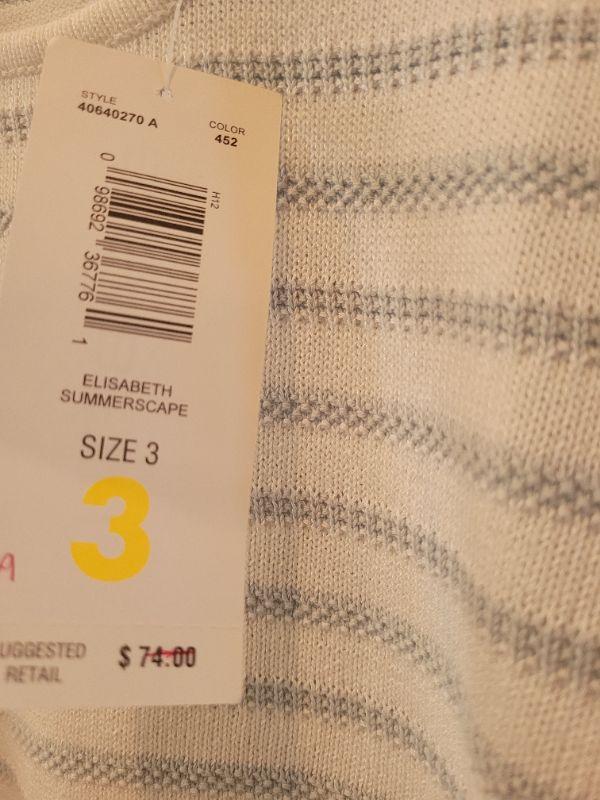 STYLE
40640270 A
COLOR
452
H12
0 98692 36776 1
ELISABETH
SUMMERSCAPE
SIZE 3
3
UGGESTED
RETAIL
$ 74.00